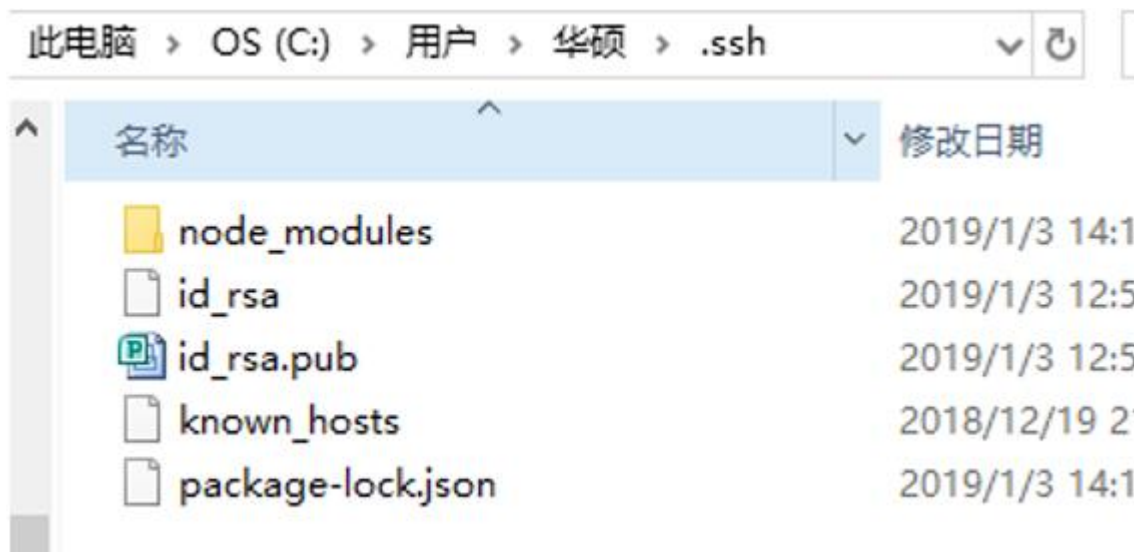 此电脑 > OS (C:) > 用户 > 华硕 > .ssh
名称 修改日期
node_modules 2019/1/3 14:1
id_rsa 2019/1/3 12:5
id_rsa.pub 2019/1/3 12:5
known_hosts 2018/12/19 2
package-lock.json 2019/1/3 14:1